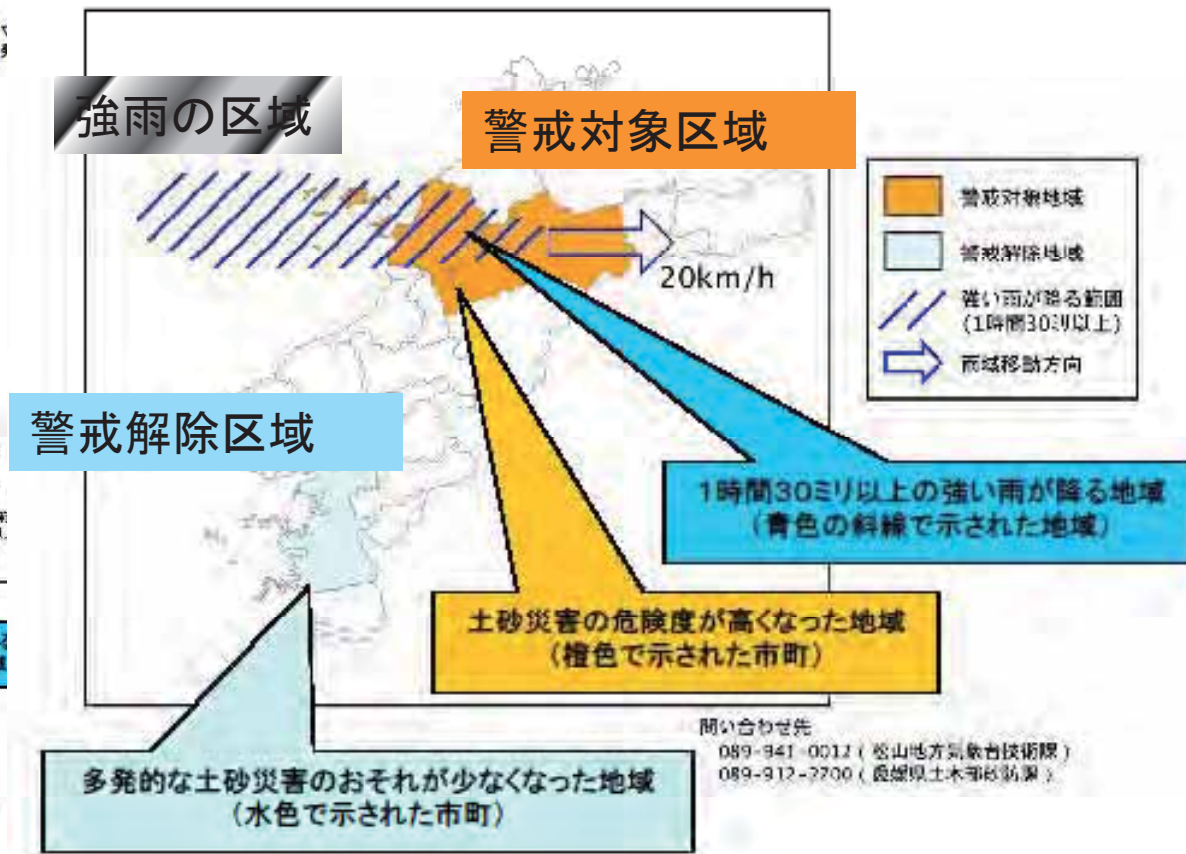 強雨の区域
警戒対象区域
警戒対象地域
警戒解除地域
強い雨が降る範囲
(1時間30ミリ以上)
雨域移動方向
20km/h
警戒解除区域
1時間30ミリ以上の強い雨が降る地域
(青色の斜線で示された地域)
土砂災害の危険度が高くなった地域
(橙色で示された市町)
問い合わせ先
089-941-0012(松山地方気象台技術課)
089-912-2700(愛媛県土木部砂防課)
多発的な土砂災害のおそれが少なくなった地域
(水色で示された市町)